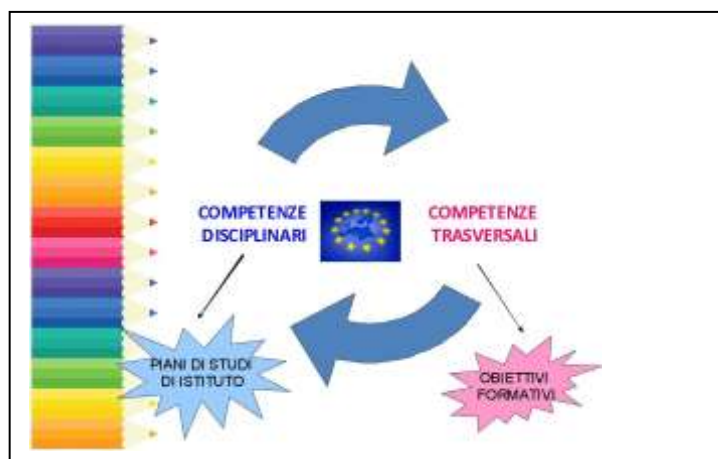 COMPETENZE
DISCIPLINARI
COMPETENZE
TRASVERSALI
PIANI DI STUDI
DI ISTITUTO
OBIETTIVI
FORMATIVI